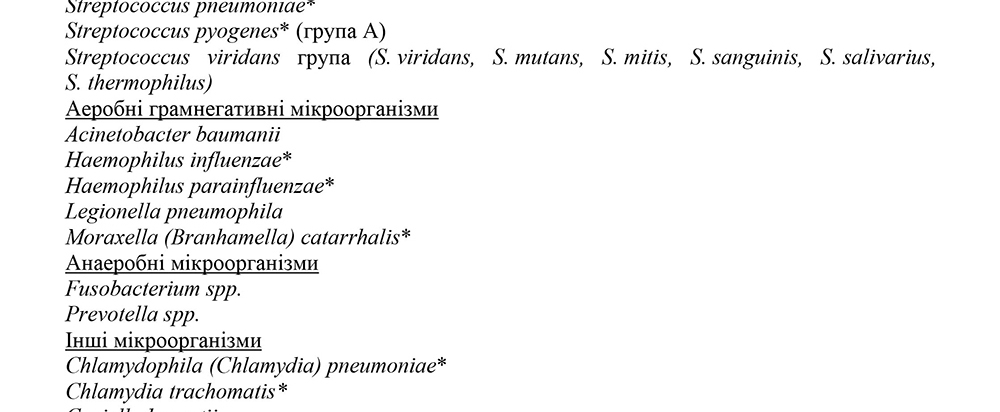 Streptococcus pneumoniae*
Streptococcus pyogenes* (група А)
Streptococcus viridans група (S. viridans, S. mutans, S. mitis, S. sanguinis, S. salivarius,
S. thermophilus)
Аеробні грамнегативні мікроорганізми
Acinetobacter baumanii
Haemophilus influenzae*
Haemophilus parainfluenzae*
Legionella pneumophila
Moraxella (Branhamella) catarrhalis*
Анаеробні мікроорганізми
Fusobacterium spp.
Prevotella spp.
Інші мікроорганізми
Chlamydophila (Chlamydia) pneumoniae*
Chlamydia trachomatis*